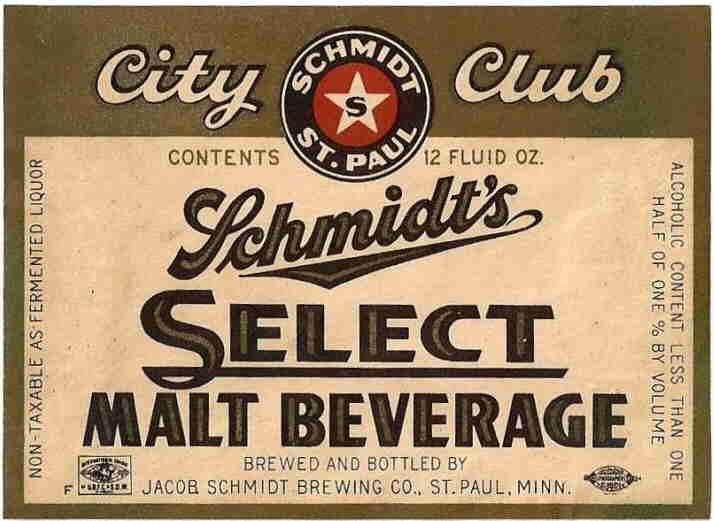 City Club
SCHMIDT
S
ST. PAUL
CONTENTS 12 FLUID OZ.
Schmidt's
SELECT
MALT BEVERAGE
BREWED AND BOTTLED BY
JACOB SCHMIDT BREWING CO., ST. PAUL, MINN.
NON-TAXABLE AS FERMENTED LIQUOR
ALCOHOLIC CONTENT LESS THAN ONE
HALF OF ONE % BY VOLUME
F